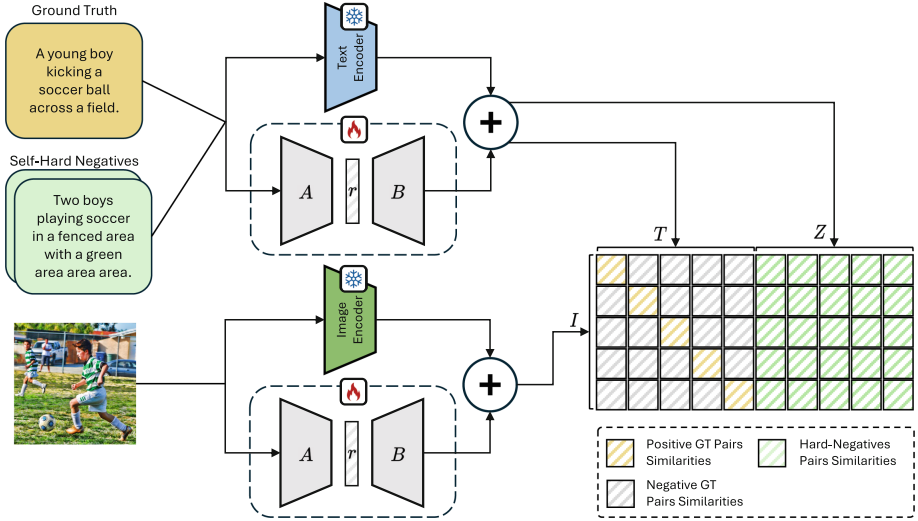 Ground Truth
A young boy
kicking a
soccer ball
across a field.
Self-Hard Negatives
Two boys
playing soccer
in a fenced area
with a green
area area area.
Text
Encoder
A
r
B
+
Image
Encoder
A
r
B
+
T
Z
I
Positive GT Pairs
Similarities
Hard-Negatives
Pairs Similarities
Negative GT
Pairs Similarities